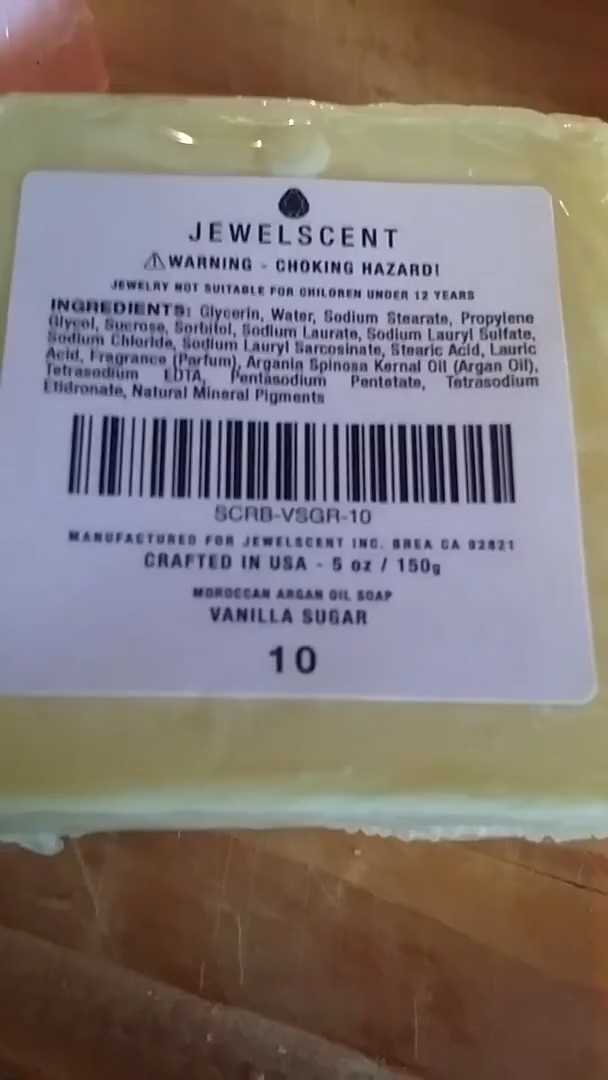 JEWELSCENT
⚠WARNING - CHOKING HAZARD!
JEWELRY NOT SUITABLE FOR CHILDREN UNDER 12 YEARS
INGREDIENTS: Glycerin, Water, Sodium Stearate, Propylene
Glycol, Sucrose, Sorbitol, Sodium Laurate, Sodium Lauryl Sulfate,
Sodium Chloride, Sodium Lauryl Sarcosinate, Stearic Acid, Lauric
Acid, Fragrance (Parfum), Argania Spinosa Kernal Oil (Argan Oil),
Tetrasodium EDTA, Pentasodium Pentetate, Tetrasodium
Etidronate, Natural Mineral Pigments
SCRB-VSGR-10
MANUFACTURED FOR JEWELSCENT INC. BREA CA 92821
CRAFTED IN USA - 5 oz / 150g
MOROCCAN ARGAN OIL SOAP
VANILLA SUGAR
10